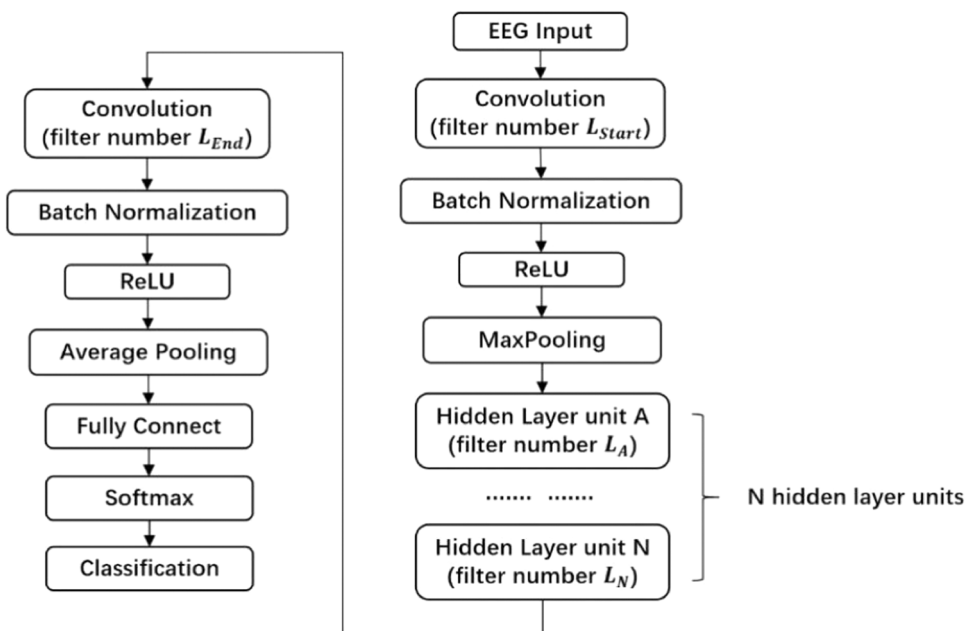 EEG Input
Convolution
(filter number L_Start)
Batch Normalization
ReLU
MaxPooling
Hidden Layer unit A
(filter number L_A)
....... .......
Hidden Layer unit N
(filter number L_N)
N hidden layer units
Convolution
(filter number L_End)
Batch Normalization
ReLU
Average Pooling
Fully Connect
Softmax
Classification